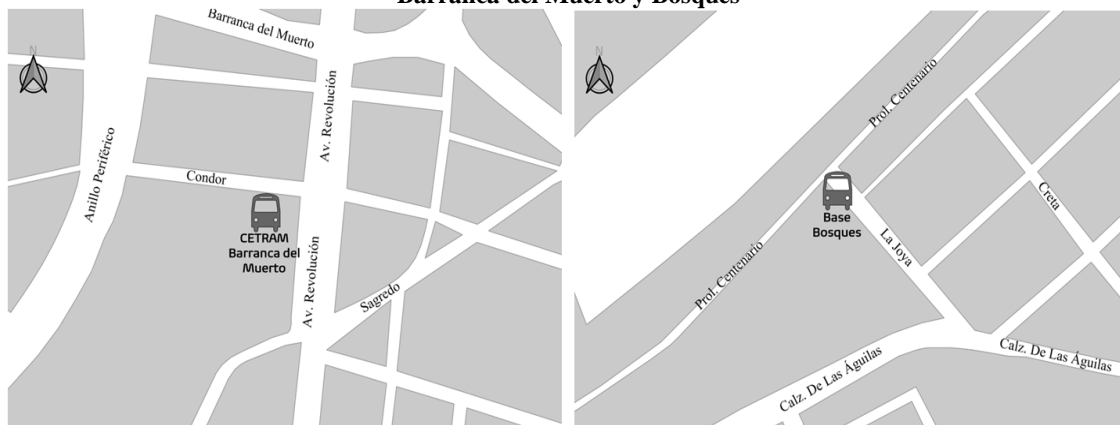 Barranca del Muerto y Bosques
N
Barranca del Muerto
Av. Revolución
Anillo Periférico
Condor
CETRAM
Barranca del
Muerto
Av. Revolución
Sagredo
N
Prol. Centenario
Creta
Base
Bosques
La Joya
Prol. Centenario
Calz. De Las Águilas
Calz. De Las Águilas